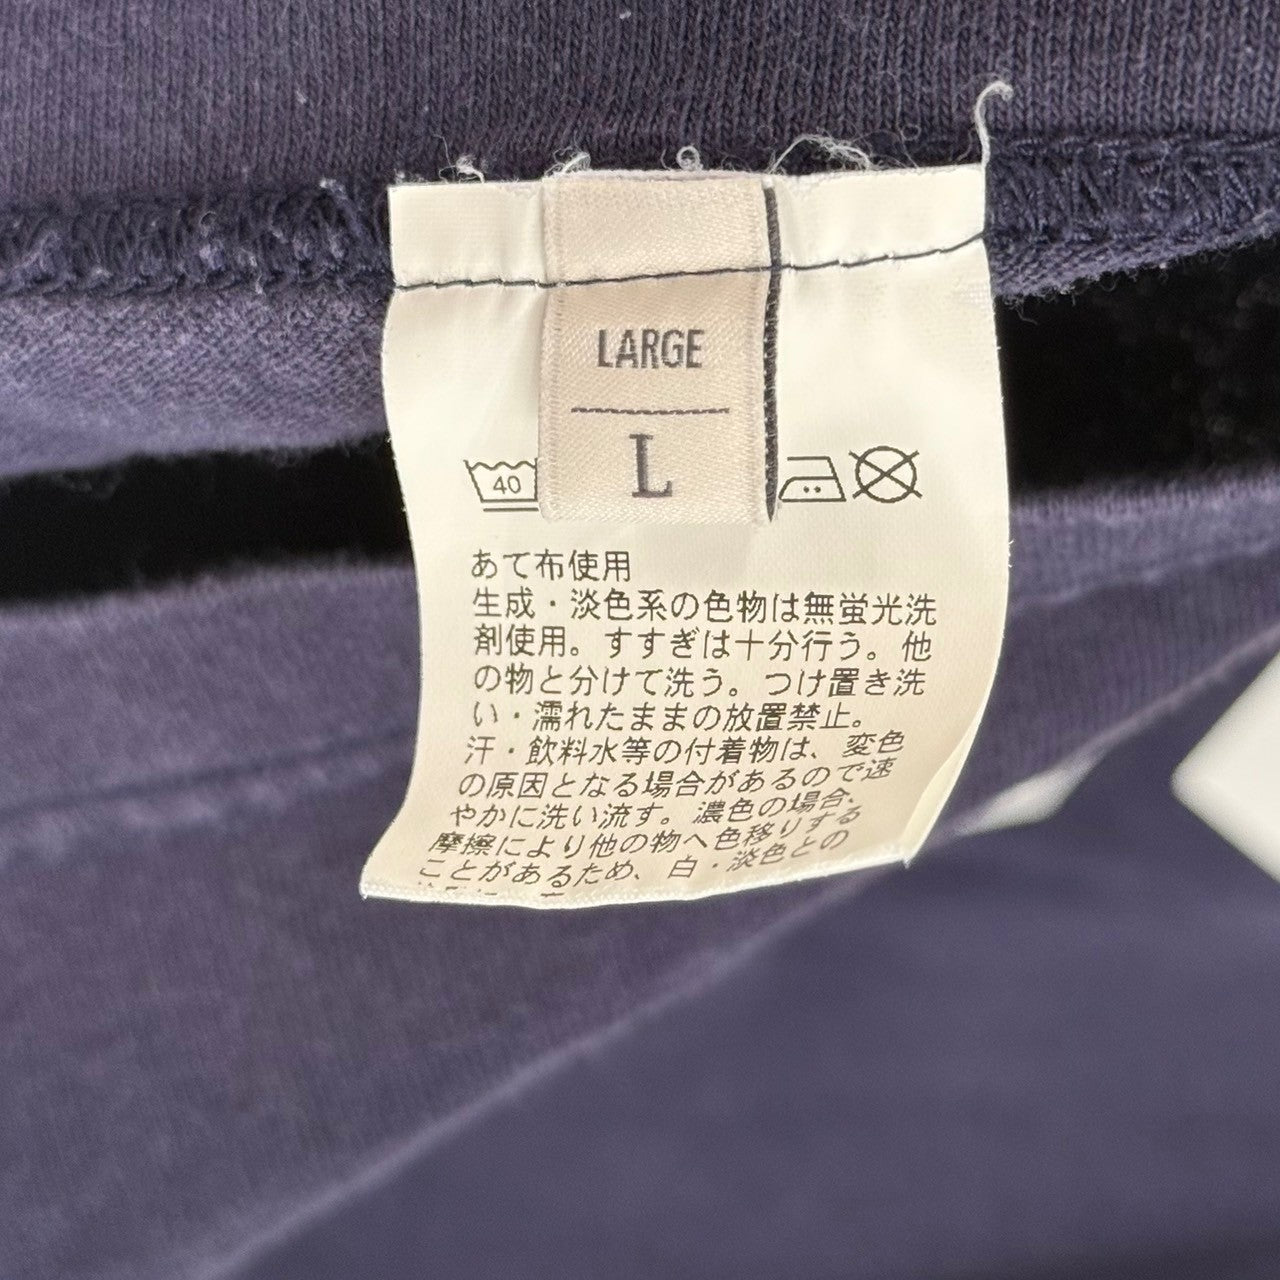 LARGE
L
40
あて布使用
生成・淡色系の色物は無蛍光洗
剤使用。すすぎは十分行う。他
の物と分けて洗う。つけ置き洗
い・濡れたままの放置禁止。
汗・飲料水等の付着物は、変色
の原因となる場合があるので速
やかに洗い流す。濃色の場合、
摩擦により他の物へ色移りする
ことがあるため、白・淡色との